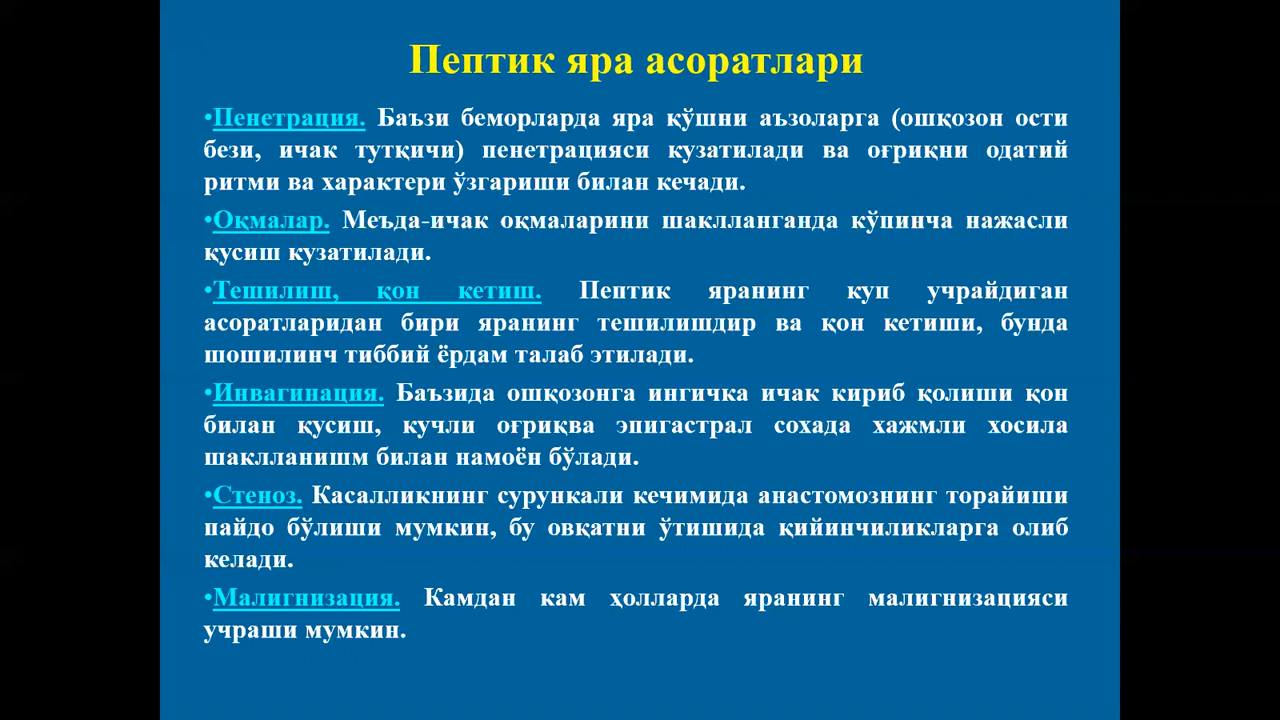 Пептик яра асоратлари
•Пенетрация. Баъзи беморларда яра қўшни аъзоларга (ошқозон ости
бези, ичак тутқичи) пенетрацияси кузатилади ва оғриқни одатий
ритми ва характери ўзгариши билан кечади.
•Оқмалар. Меъда-ичак оқмаларини шаклланганда кўпинча нажасли
қусиш кузатилади.
•Тешилиш, қон кетиш. Пептик яранинг куп учрайдиган
асоратларидан бири яранинг тешилишдир ва қон кетиши, бунда
шошилинч тиббий ёрдам талаб этилади.
•Инвагинация. Баъзида ошқозонга ингичка ичак кириб қолиши қон
билан қусиш, кучли оғриқва эпигастрал сохада хажмли хосила
шаклланишм билан намоён бўлади.
•Стеноз. Касалликнинг сурункали кечимида анастомознинг торайиши
пайдо бўлиши мумкин, бу овқатни ўтишида қийинчиликларга олиб
келади.
•Малигнизация. Камдан кам ҳолларда яранинг малигнизацияси
учраши мумкин.